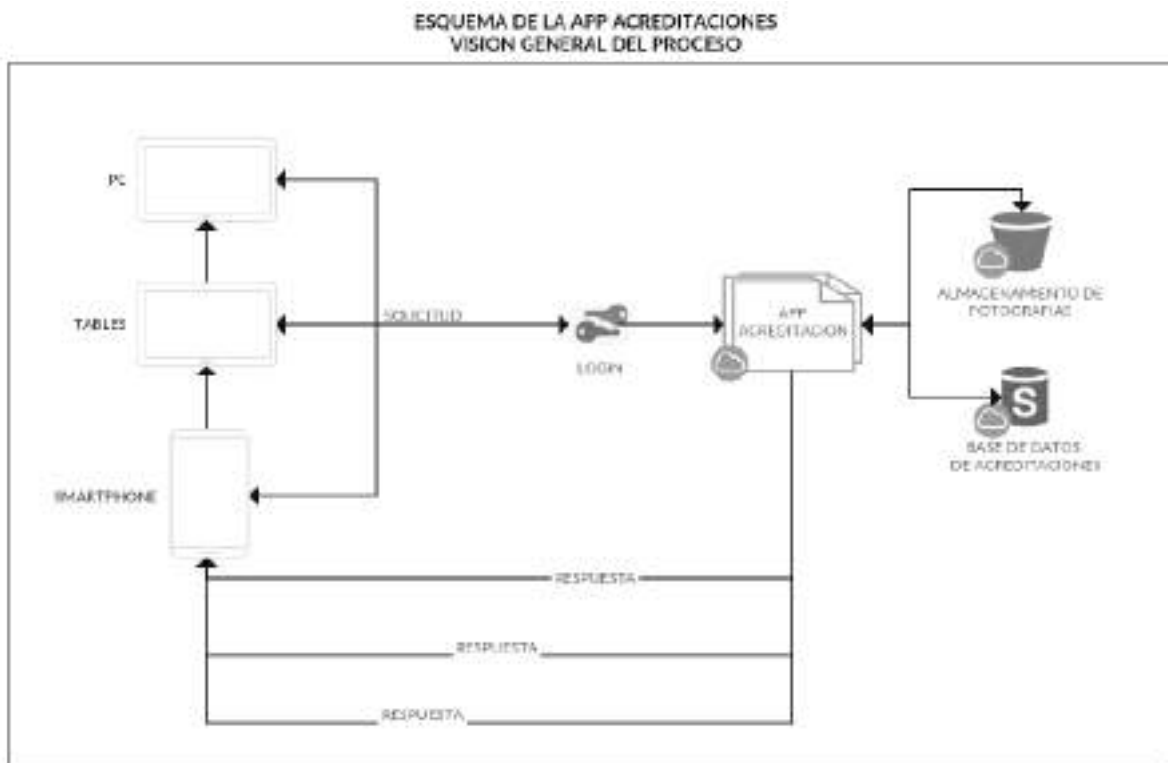 ESQUEMA DE LA APP ACREDITACIONES
VISION GENERAL DEL PROCESO
PC
TABLES
SOLICITUD
LOGIN
APP
ACREDITACION
ALMACENAMIENTO DE
FOTOGRAFIAS
S
BASE DE DATOS
DE ACREDITACIONES
SMARTPHONE
RESPUESTA
RESPUESTA
RESPUESTA